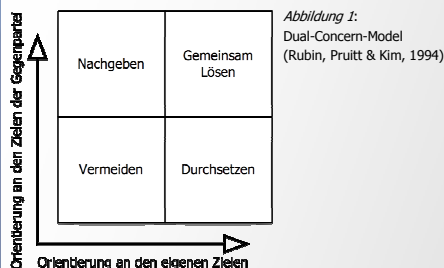 Abbildung 1:
Dual-Concern-Model
(Rubin, Pruitt & Kim, 1994)
Orientierung an den Zielen der Gegenpartei
Nachgeben
Gemeinsam
Lösen
Vermeiden
Durchsetzen
Orientierung an den eigenen Zielen